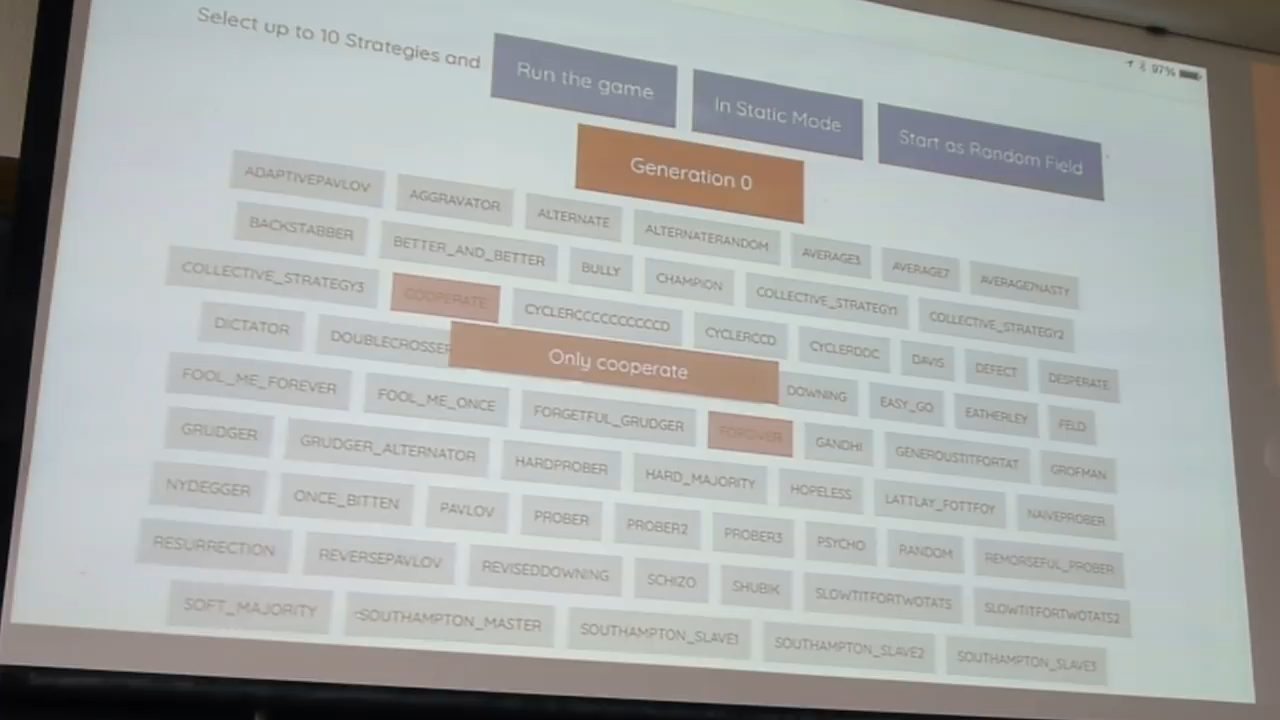 Select up to 10 Strategies and Run the game In Static Mode Start as Random Field
97%
Generation 0
ADAPTIVEPAVLOV AGGRAVATOR ALTERNATE ALTERNATERANDOM AVERAGE3 AVERAGE7 AVERAGE7NASTY
BACKSTABBER BETTER_AND_BETTER BULLY CHAMPION COLLECTIVE_STRATEGY1 COLLECTIVE_STRATEGY2
COLLECTIVE_STRATEGY3 COOPERATE CYCLERCCCCCCCCCCD CYCLERCCD CYCLERDDC DAVIS DEFECT DESPERATE
DICTATOR DOUBLECROSSER DOWNING EASY_GO EATHERLEY FELD
Only cooperate
FOOL_ME_FOREVER FOOL_ME_ONCE FORGETFUL_GRUDGER FORGIVER GANDHI GENEROUSTITFORTAT GROFMAN
GRUDGER GRUDGER_ALTERNATOR HARDPROBER HARD_MAJORITY HOPELESS LATTLAY_FOTTFOY NAIVEPROBER
NYDEGGER ONCE_BITTEN PAVLOV PROBER PROBER2 PROBER3 PSYCHO RANDOM REMORSEFUL_PROBER
RESURRECTION REVERSEPAVLOV REVISEDDOWNING SCHIZO SHUBIK SLOWTITFORTWOTATS SLOWTITFORTWOTATS2
SOFT_MAJORITY SOUTHAMPTON_MASTER SOUTHAMPTON_SLAVE1 SOUTHAMPTON_SLAVE2 SOUTHAMPTON_SLAVE3